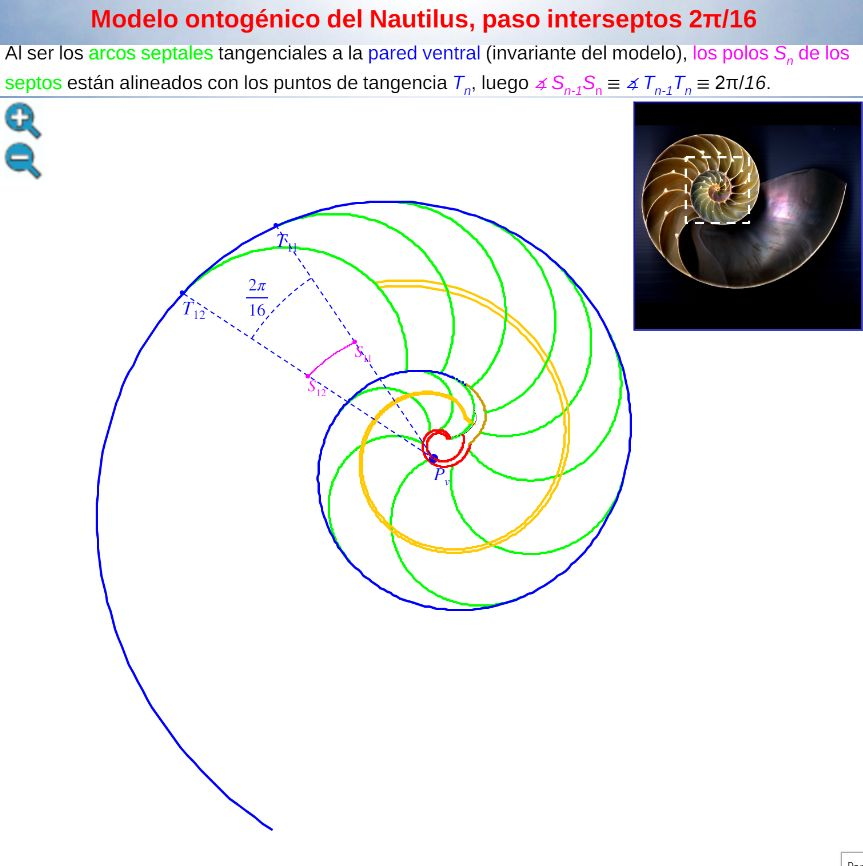 Modelo ontogénico del Nautilus, paso interseptos 2π/16
Al ser los arcos septales tangenciales a la pared ventral (invariante del modelo), los polos Sn de los
septos están alineados con los puntos de tangencia Tn, luego ∡ Sn-1Sn ≡ ∡ Tn-1Tn ≡ 2π/16.
T11
2π
16
T12
S11
S12
Pv